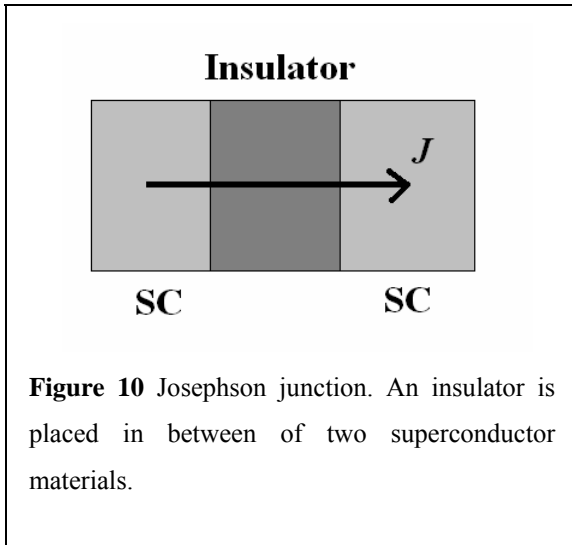 Insulator
J
SC SC
Figure 10 Josephson junction. An insulator is
placed in between of two superconductor
materials.